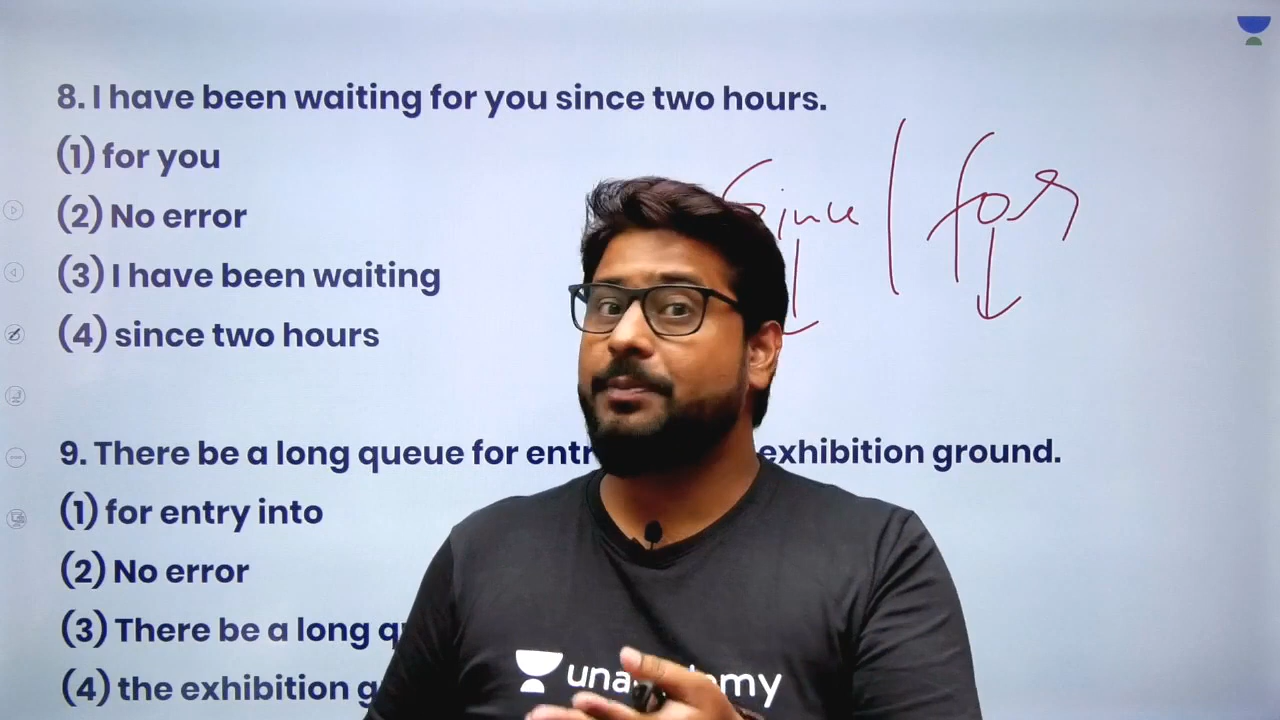 8. I have been waiting for you since two hours.
(1) for you
(2) No error
(3) I have been waiting
(4) since two hours
since | for
9. There be a long queue for entr exhibition ground.
(1) for entry into
(2) No error
(3) There be a long q
(4) the exhibition g
unacademy